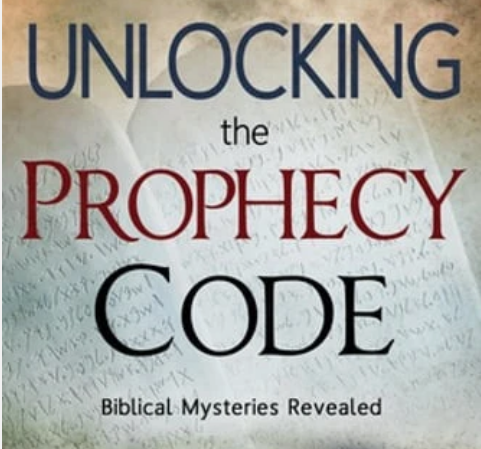 UNLOCKING
the
PROPHECY
CODE
Biblical Mysteries Revealed